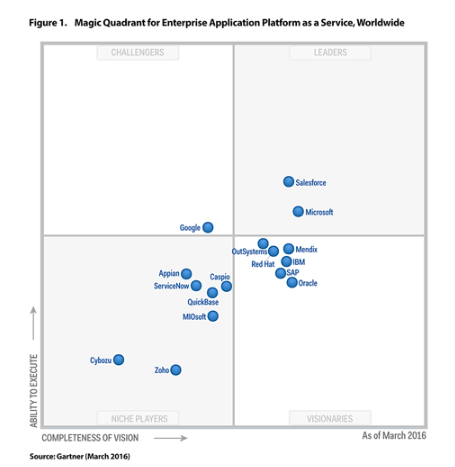 Figure 1. Magic Quadrant for Enterprise Application Platform as a Service, Worldwide
CHALLENGERS
LEADERS
Salesforce
Microsoft
Google
OutSystems
Mendix
Red Hat
IBM
SAP
Oracle
Appian
Caspio
ServiceNow
QuickBase
MIOsoft
Cybozu
Zoho
ABILITY TO EXECUTE
NICHE PLAYERS
VISIONARIES
COMPLETENESS OF VISION
As of March 2016
Source: Gartner (March 2016)